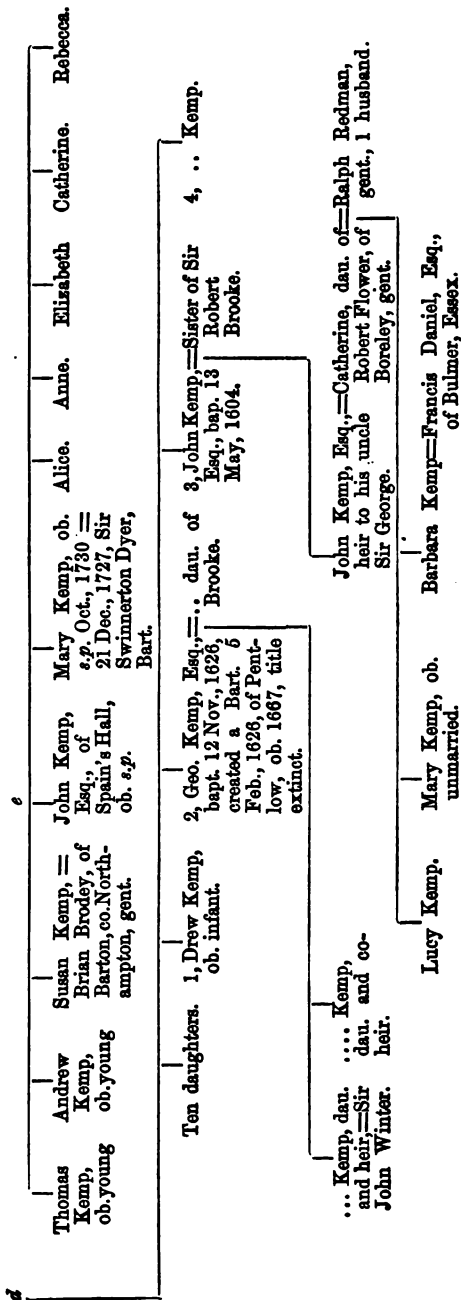 d
e
Thomas
Kemp,
ob.young
Andrew
Kemp,
ob.young
Susan Kemp, =
Brian Brodey, of
Barton, co. North-
ampton, gent.
John Kemp,
Esq., of
Spain's Hall,
ob. s.p.
Mary Kemp, ob.
s.p. Oct., 1730 =
21 Dec., 1727, Sir
Swinnerton Dyer,
Bart.
Alice.
Anne.
Elizabeth
Catherine.
Rebecca.
Ten daughters.
1, Drew Kemp,
ob. infant.
2, Geo. Kemp, Esq.,=.. dau. of
bapt. 12 Nov., 1626, Brooke.
created a Bart. 5
Feb., 1626, of Pent-
low, ob. 1667, title
extinct.
3, John Kemp,=Sister of Sir
Esq., bap. 13 Robert
May, 1604. Brooke.
4, .. Kemp.
... Kemp, dau.
and heir,=Sir
John Winter.
.... Kemp,
dau. and co-
heir.
John Kemp, Esq.,=Catherine, dau. of=Ralph Redman,
heir to his uncle Robert Flower, of gent., 1 husband.
Sir George. Boreley, gent.
Lucy Kemp.
Mary Kemp, ob.
unmarried.
Barbara Kemp=Francis Daniel, Esq.,
of Bulmer, Essex.